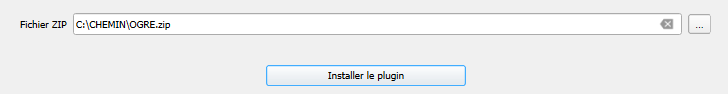 Fichier ZIP C:\CHEMIN\OGRE.zip ...
Installer le plugin